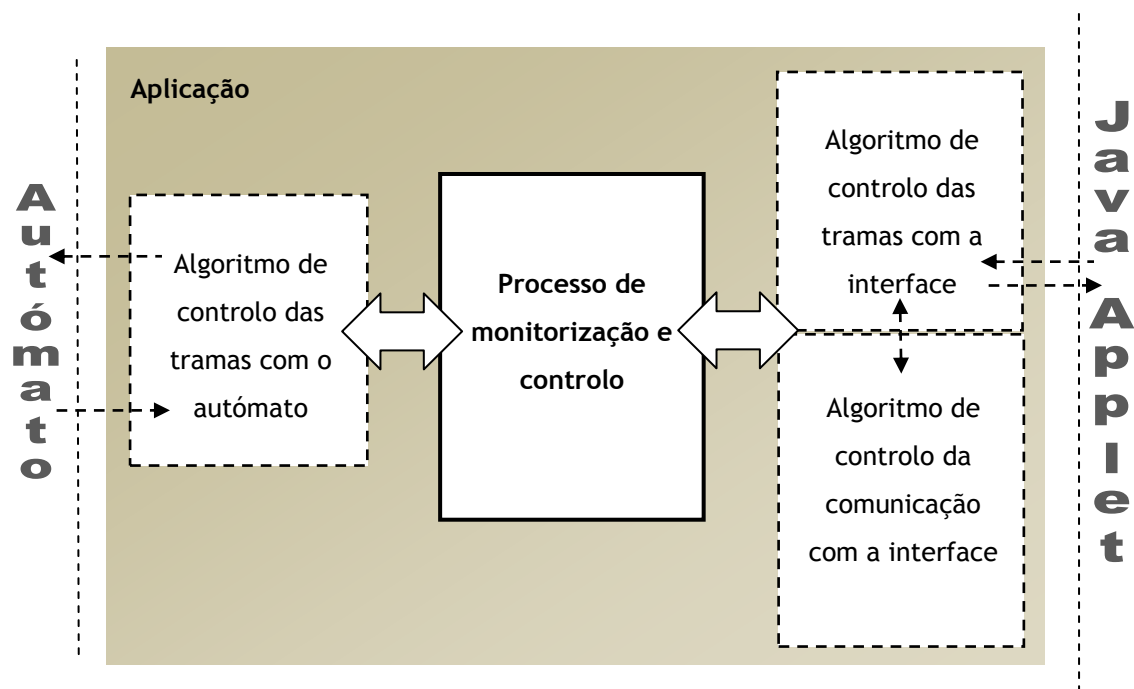 Aplicação
Autómato
Algoritmo de
controlo das
tramas com o
autómato
Processo de
monitorização e
controlo
Algoritmo de
controlo das
tramas com a
interface
Algoritmo de
controlo da
comunicação
com a interface
Java Applet